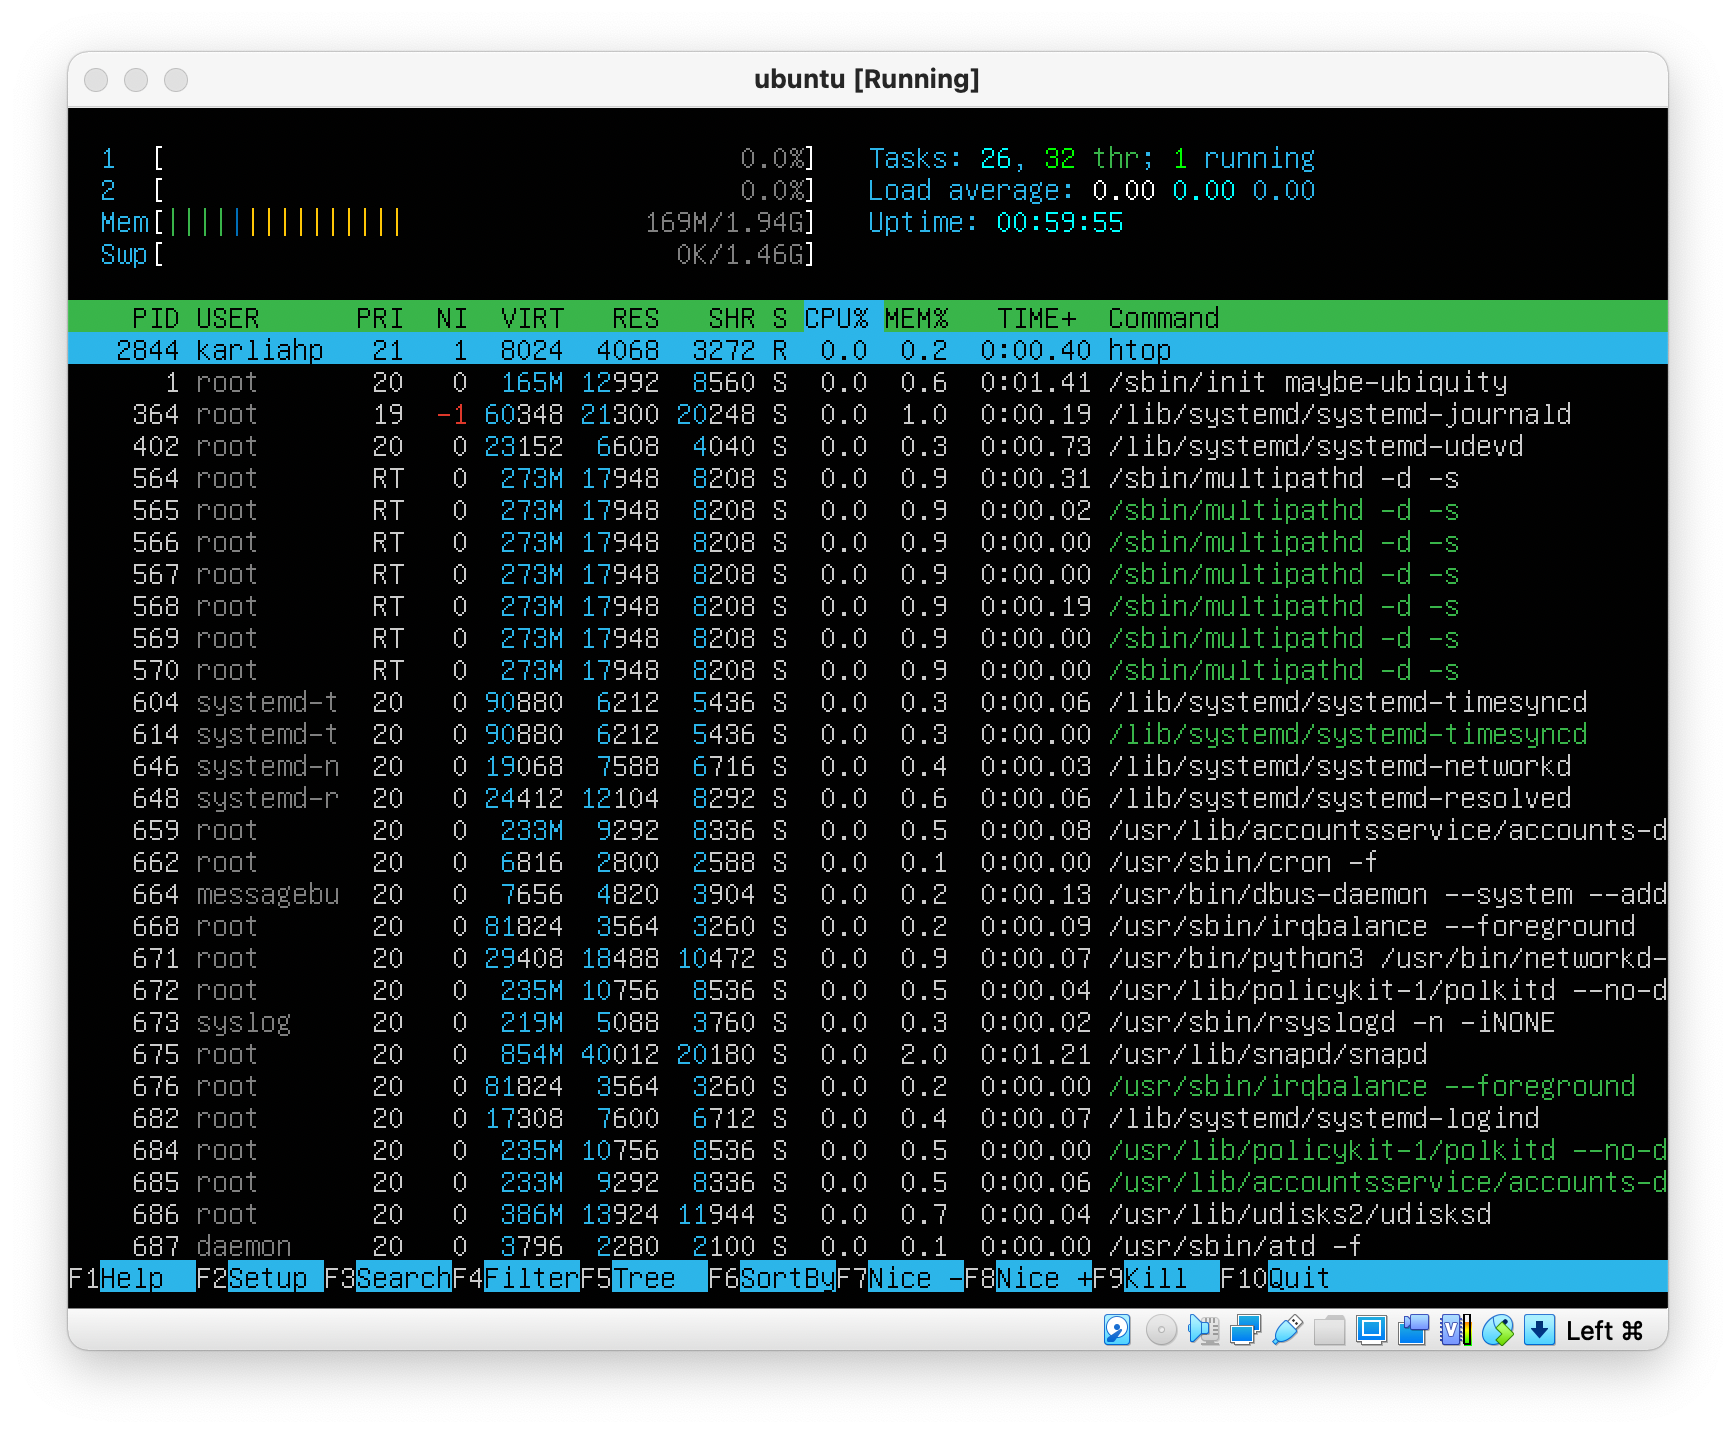 ubuntu [Running]
1 [ 0.0%] Tasks: 26, 32 thr; 1 running
2 [ 0.0%] Load average: 0.00 0.00 0.00
Mem[||||||||||||||| 169M/1.94G] Uptime: 00:59:55
Swp[ 0K/1.46G]
PID USER PRI NI VIRT RES SHR S CPU% MEM% TIME+ Command
2844 karliahp 21 1 8024 4068 3272 R 0.0 0.2 0:00.40 htop
1 root 20 0 165M 12992 8560 S 0.0 0.6 0:01.41 /sbin/init maybe-ubiquity
364 root 19 -1 60348 21300 20248 S 0.0 1.0 0:00.19 /lib/systemd/systemd-journald
402 root 20 0 23152 6608 4040 S 0.0 0.3 0:00.73 /lib/systemd/systemd-udevd
564 root RT 0 273M 17948 8208 S 0.0 0.9 0:00.31 /sbin/multipathd -d -s
565 root RT 0 273M 17948 8208 S 0.0 0.9 0:00.02 /sbin/multipathd -d -s
566 root RT 0 273M 17948 8208 S 0.0 0.9 0:00.00 /sbin/multipathd -d -s
567 root RT 0 273M 17948 8208 S 0.0 0.9 0:00.00 /sbin/multipathd -d -s
568 root RT 0 273M 17948 8208 S 0.0 0.9 0:00.19 /sbin/multipathd -d -s
569 root RT 0 273M 17948 8208 S 0.0 0.9 0:00.00 /sbin/multipathd -d -s
570 root RT 0 273M 17948 8208 S 0.0 0.9 0:00.00 /sbin/multipathd -d -s
604 systemd-t 20 0 90880 6212 5436 S 0.0 0.3 0:00.06 /lib/systemd/systemd-timesyncd
614 systemd-t 20 0 90880 6212 5436 S 0.0 0.3 0:00.00 /lib/systemd/systemd-timesyncd
646 systemd-n 20 0 19068 7588 6716 S 0.0 0.4 0:00.03 /lib/systemd/systemd-networkd
648 systemd-r 20 0 24412 12104 8292 S 0.0 0.6 0:00.06 /lib/systemd/systemd-resolved
659 root 20 0 233M 9292 8336 S 0.0 0.5 0:00.08 /usr/lib/accountsservice/accounts-d
662 root 20 0 6816 2800 2588 S 0.0 0.1 0:00.00 /usr/sbin/cron -f
664 messagebu 20 0 7656 4820 3904 S 0.0 0.2 0:00.13 /usr/bin/dbus-daemon --system --add
668 root 20 0 81824 3564 3260 S 0.0 0.2 0:00.09 /usr/sbin/irqbalance --foreground
671 root 20 0 29408 18488 10472 S 0.0 0.9 0:00.07 /usr/bin/python3 /usr/bin/networkd-
672 root 20 0 235M 10756 8536 S 0.0 0.5 0:00.04 /usr/lib/policykit-1/polkitd --no-d
673 syslog 20 0 219M 5088 3760 S 0.0 0.3 0:00.02 /usr/sbin/rsyslogd -n -iNONE
675 root 20 0 854M 40012 20180 S 0.0 2.0 0:01.21 /usr/lib/snapd/snapd
676 root 20 0 81824 3564 3260 S 0.0 0.2 0:00.00 /usr/sbin/irqbalance --foreground
682 root 20 0 17308 7600 6712 S 0.0 0.4 0:00.07 /lib/systemd/systemd-logind
684 root 20 0 235M 10756 8536 S 0.0 0.5 0:00.00 /usr/lib/policykit-1/polkitd --no-d
685 root 20 0 233M 9292 8336 S 0.0 0.5 0:00.06 /usr/lib/accountsservice/accounts-d
686 root 20 0 386M 13924 11944 S 0.0 0.7 0:00.04 /usr/lib/udisks2/udisksd
687 daemon 20 0 3796 2280 2100 S 0.0 0.1 0:00.00 /usr/sbin/atd -f
F1Help F2Setup F3SearchF4FilterF5Tree F6SortByF7Nice -F8Nice +F9Kill F10Quit
Left ⌘